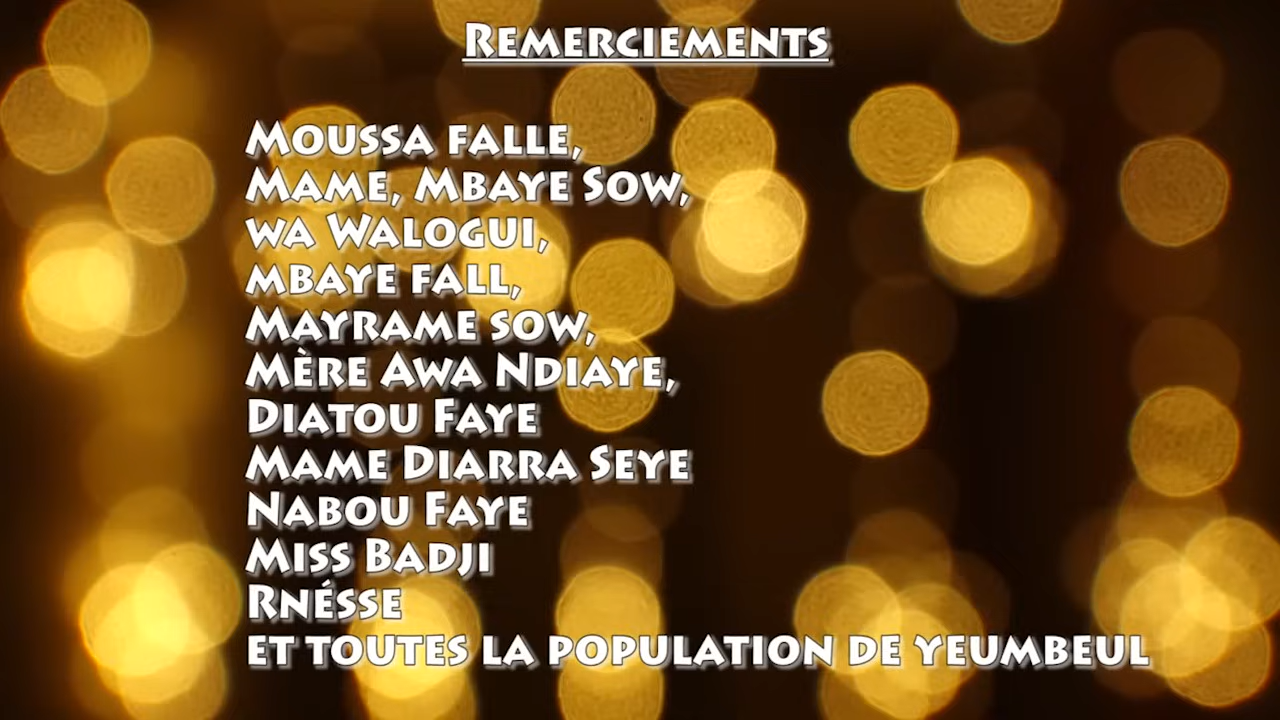 Remerciements
Moussa falle,
Mame, Mbaye Sow,
wa Walogui,
mbaye fall,
Mayrame sow,
Mère Awa Ndiaye,
Diatou Faye
Mame Diarra Seye
Nabou Faye
Miss Badji
Rnésse
et toutes la population de yeumbeul